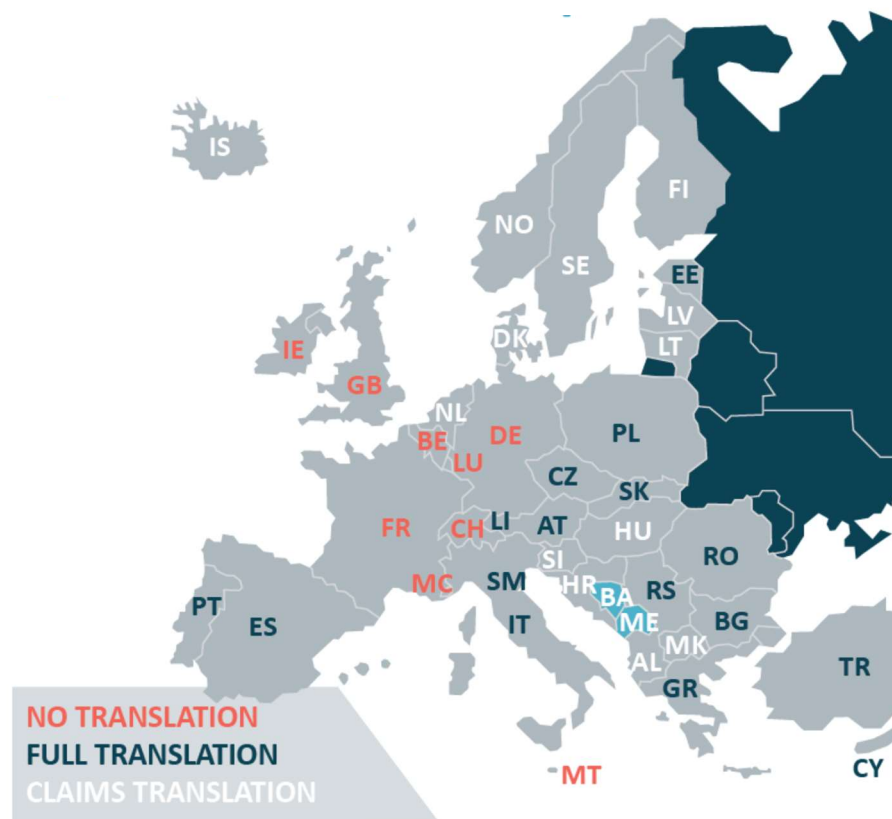 IS
FI
NO
SE
EE
LV
DK
LT
IE
GB
NL
BE
DE
PL
LU
CZ
SK
FR
CH
LI
AT
HU
RO
SI
MC
SM
HR
BA
RS
PT
ES
IT
ME
BG
MK
AL
GR
TR
NO TRANSLATION
FULL TRANSLATION
CLAIMS TRANSLATION
MT
CY